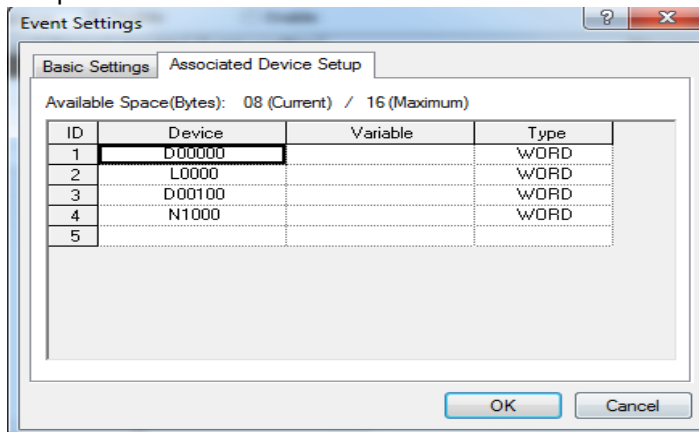 Event Settings
Basic Settings Associated Device Setup
Available Space(Bytes): 08 (Current) / 16 (Maximum)
ID Device Variable Type
1 D00000 WORD
2 L0000 WORD
3 D00100 WORD
4 N1000 WORD
5
OK Cancel